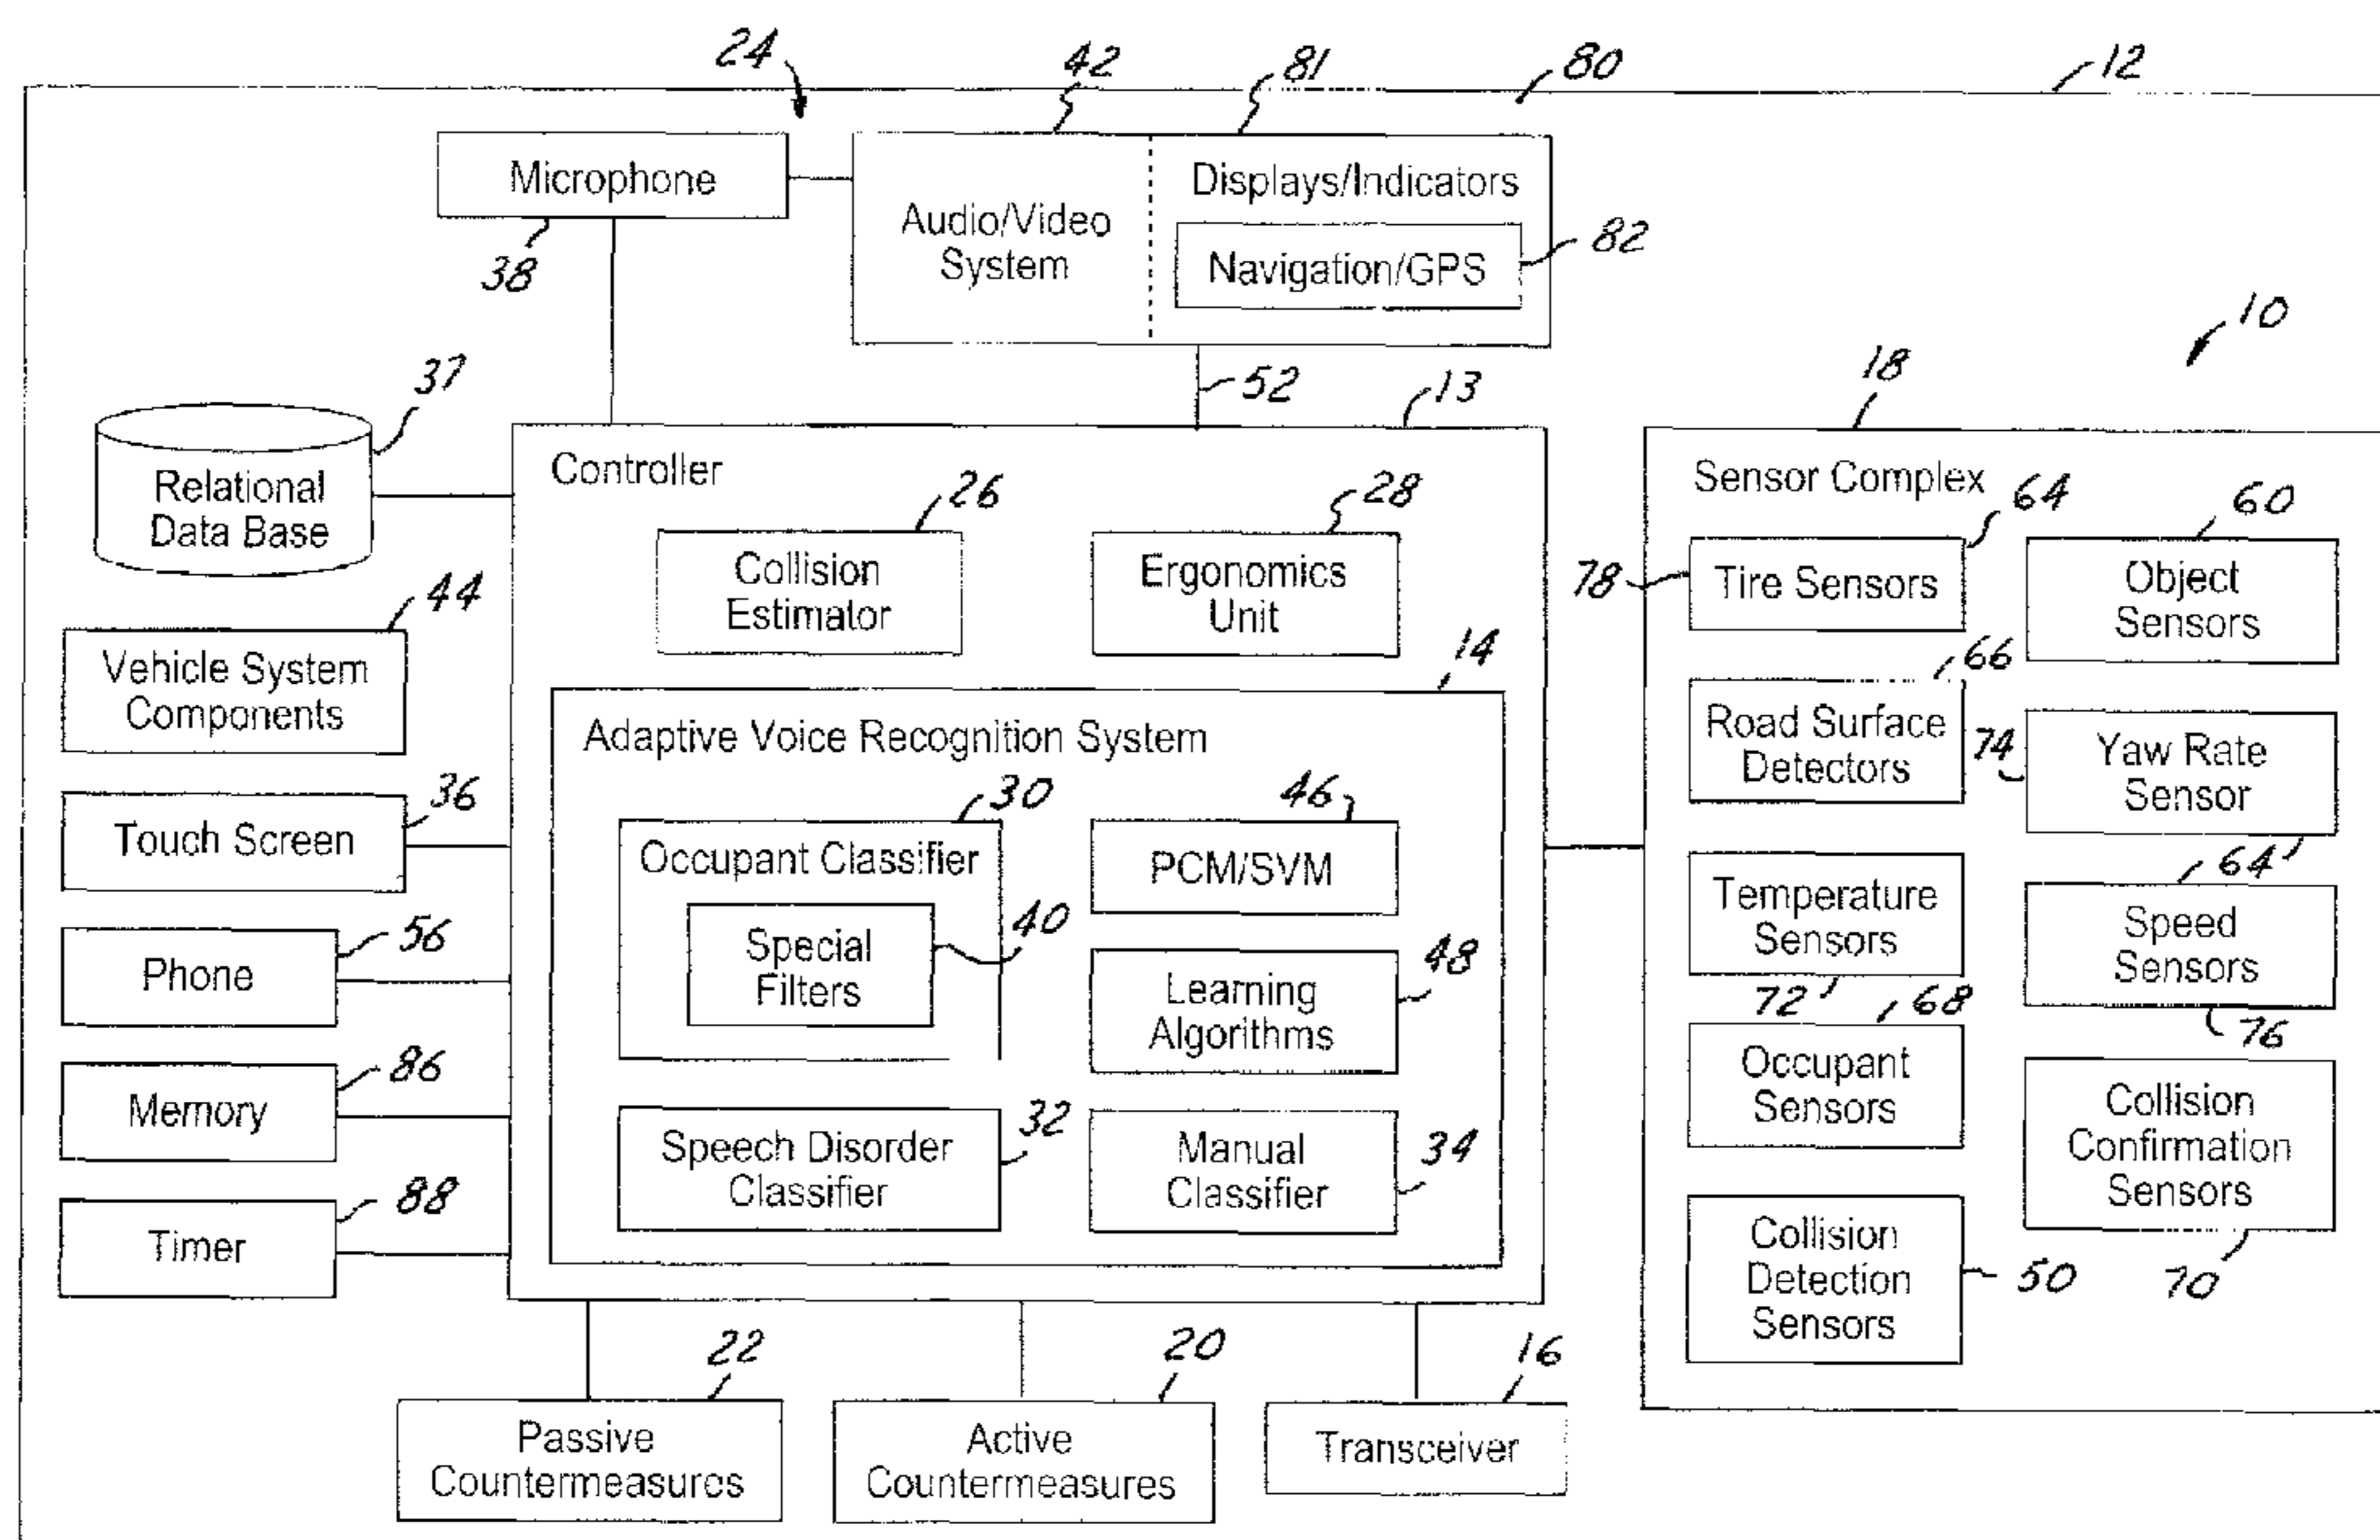 24
42
81
80
12
Microphone
38
Audio/Video
System
Displays/Indicators
Navigation/GPS
82
10
52
37
Relational
Data Base
13
Controller
26
Collision
Estimator
28
Ergonomics
Unit
14
Adaptive Voice Recognition System
30
Occupant Classifier
40
Special
Filters
46
PCM/SVM
48
Learning
Algorithms
32
Speech Disorder
Classifier
34
Manual
Classifier
44
Vehicle System
Components
36
Touch Screen
56
Phone
86
Memory
88
Timer
22
Passive
Countermeasures
20
Active
Countermeasures
16
Transceiver
18
Sensor Complex
64
78
Tire Sensors
60
Object
Sensors
66
Road Surface
Detectors
74
Yaw Rate
Sensor
64'
Temperature
Sensors
72
Speed
Sensors
76
68
Occupant
Sensors
Collision
Confirmation
Sensors
70
Collision
Detection
Sensors
50